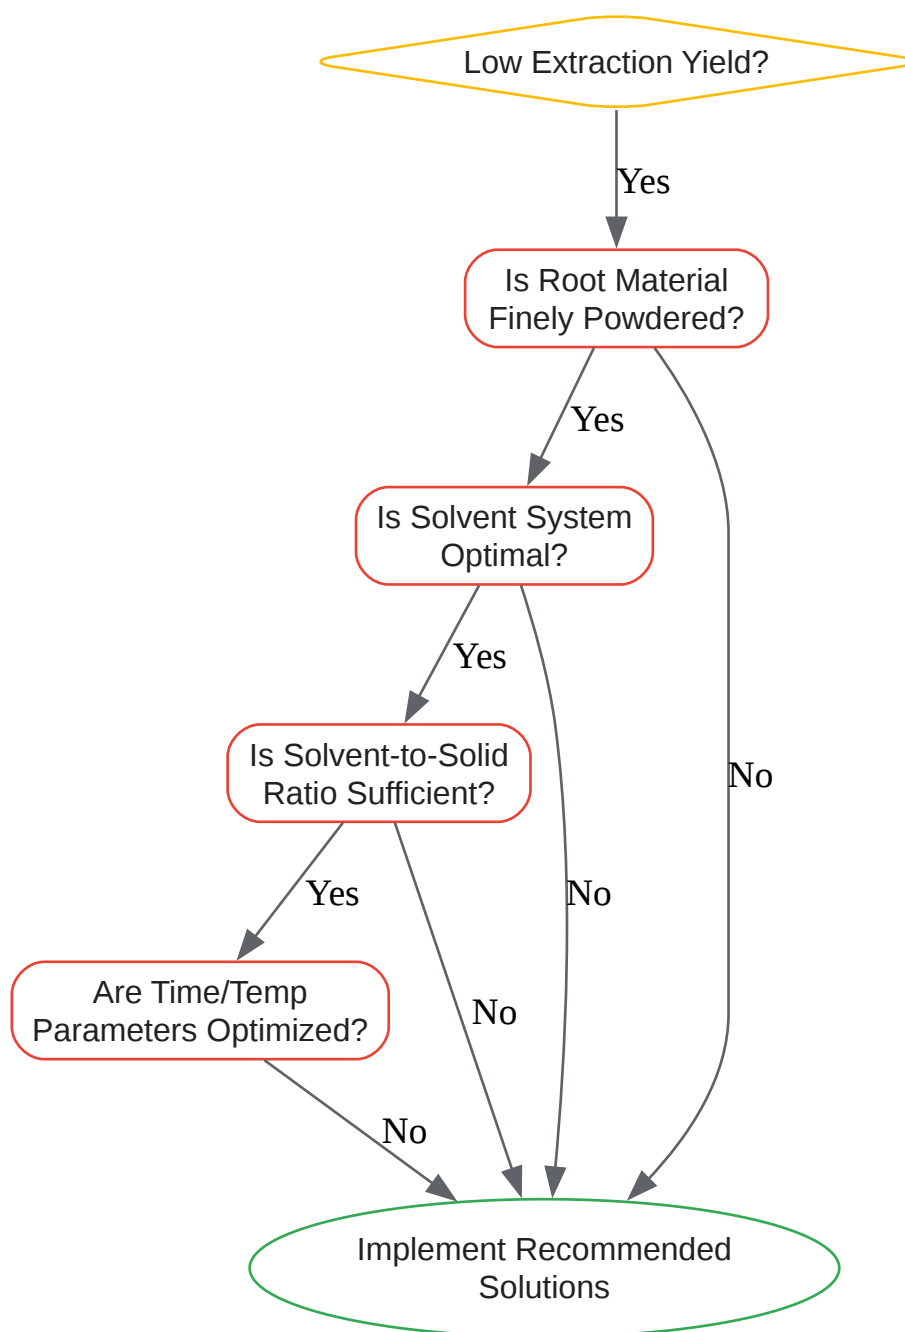 Low Extraction Yield?
Yes
Is Root Material
Finely Powdered?
Yes
Is Solvent System
Optimal?
Yes
Is Solvent-to-Solid
Ratio Sufficient?
No
Yes
No
Are Time/Temp
Parameters Optimized?
No
No
Implement Recommended
Solutions